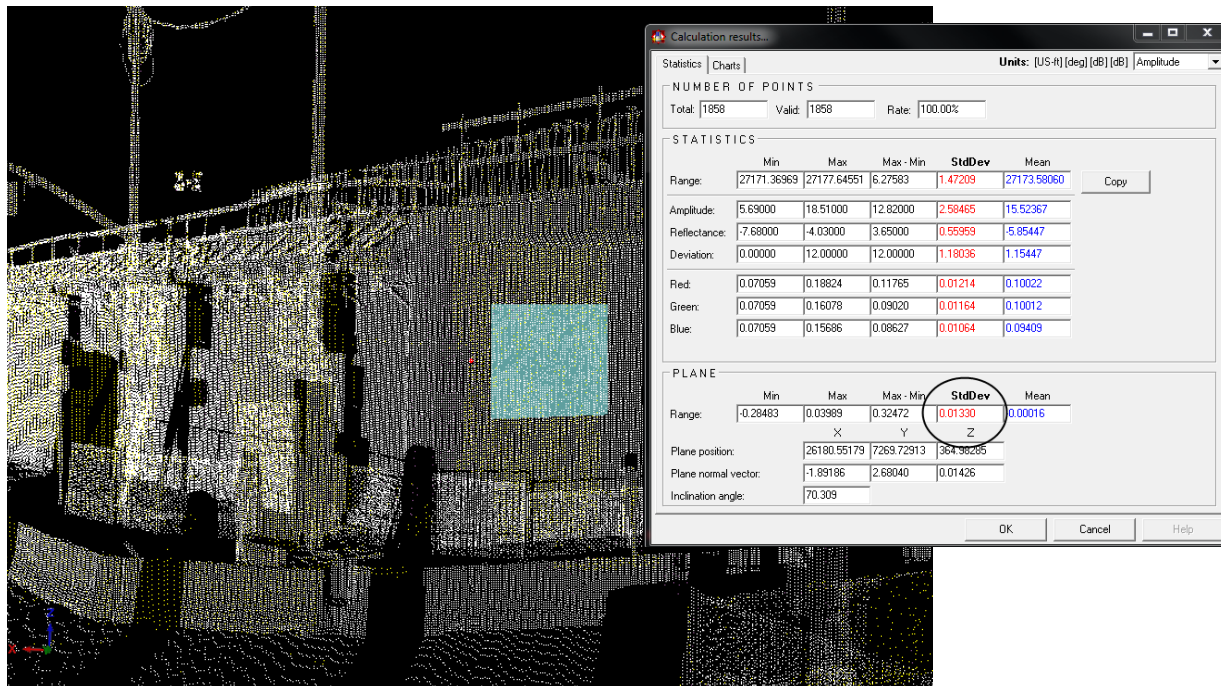 Calculation results...
Statistics Charts Units: [US-ft] [deg] [dB] [dB] Amplitude
NUMBER OF POINTS
Total: 1858 Valid: 1858 Rate: 100.00%
STATISTICS
Min Max Max - Min StdDev Mean
Range: 27171.36969 27177.64551 6.27583 1.47209 27173.58060 Copy
Amplitude: 5.69000 18.51000 12.82000 2.58465 15.52367
Reflectance: -7.68000 -4.03000 3.65000 0.55959 -5.85447
Deviation: 0.00000 12.00000 12.00000 1.18036 1.15447
Red: 0.07059 0.18824 0.11765 0.01214 0.10022
Green: 0.07059 0.16078 0.09020 0.01164 0.10012
Blue: 0.07059 0.15686 0.08627 0.01064 0.09409
PLANE
Min Max Max - Min StdDev Mean
Range: -0.28483 0.03989 0.32472 0.01330 0.00016
X Y Z
Plane position: 26180.55179 7269.72913 364.98285
Plane normal vector: -1.89186 2.68040 0.01426
Inclination angle: 70.309
OK Cancel Help
Z
X